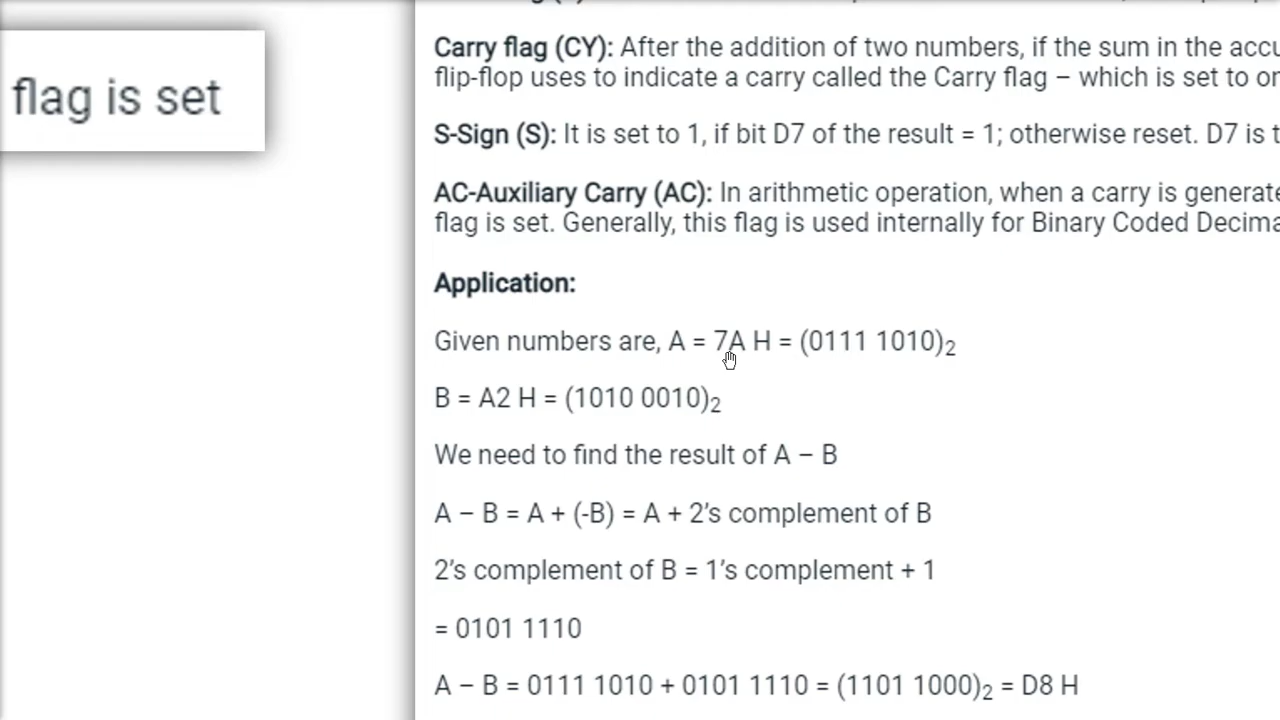 flag is set
Carry flag (CY): After the addition of two numbers, if the sum in the
flip-flop uses to indicate a carry called the Carry flag – which is set to
S-Sign (S): It is set to 1, if bit D7 of the result = 1; otherwise reset. D7 is
AC-Auxiliary Carry (AC): In arithmetic operation, when a carry is
flag is set. Generally, this flag is used internally for Binary Coded
Application:
Given numbers are, A = 7A H = (0111 1010)₂
B = A2 H = (1010 0010)₂
We need to find the result of A – B
A – B = A + (-B) = A + 2’s complement of B
2’s complement of B = 1’s complement + 1
= 0101 1110
A – B = 0111 1010 + 0101 1110 = (1101 1000)₂ = D8 H